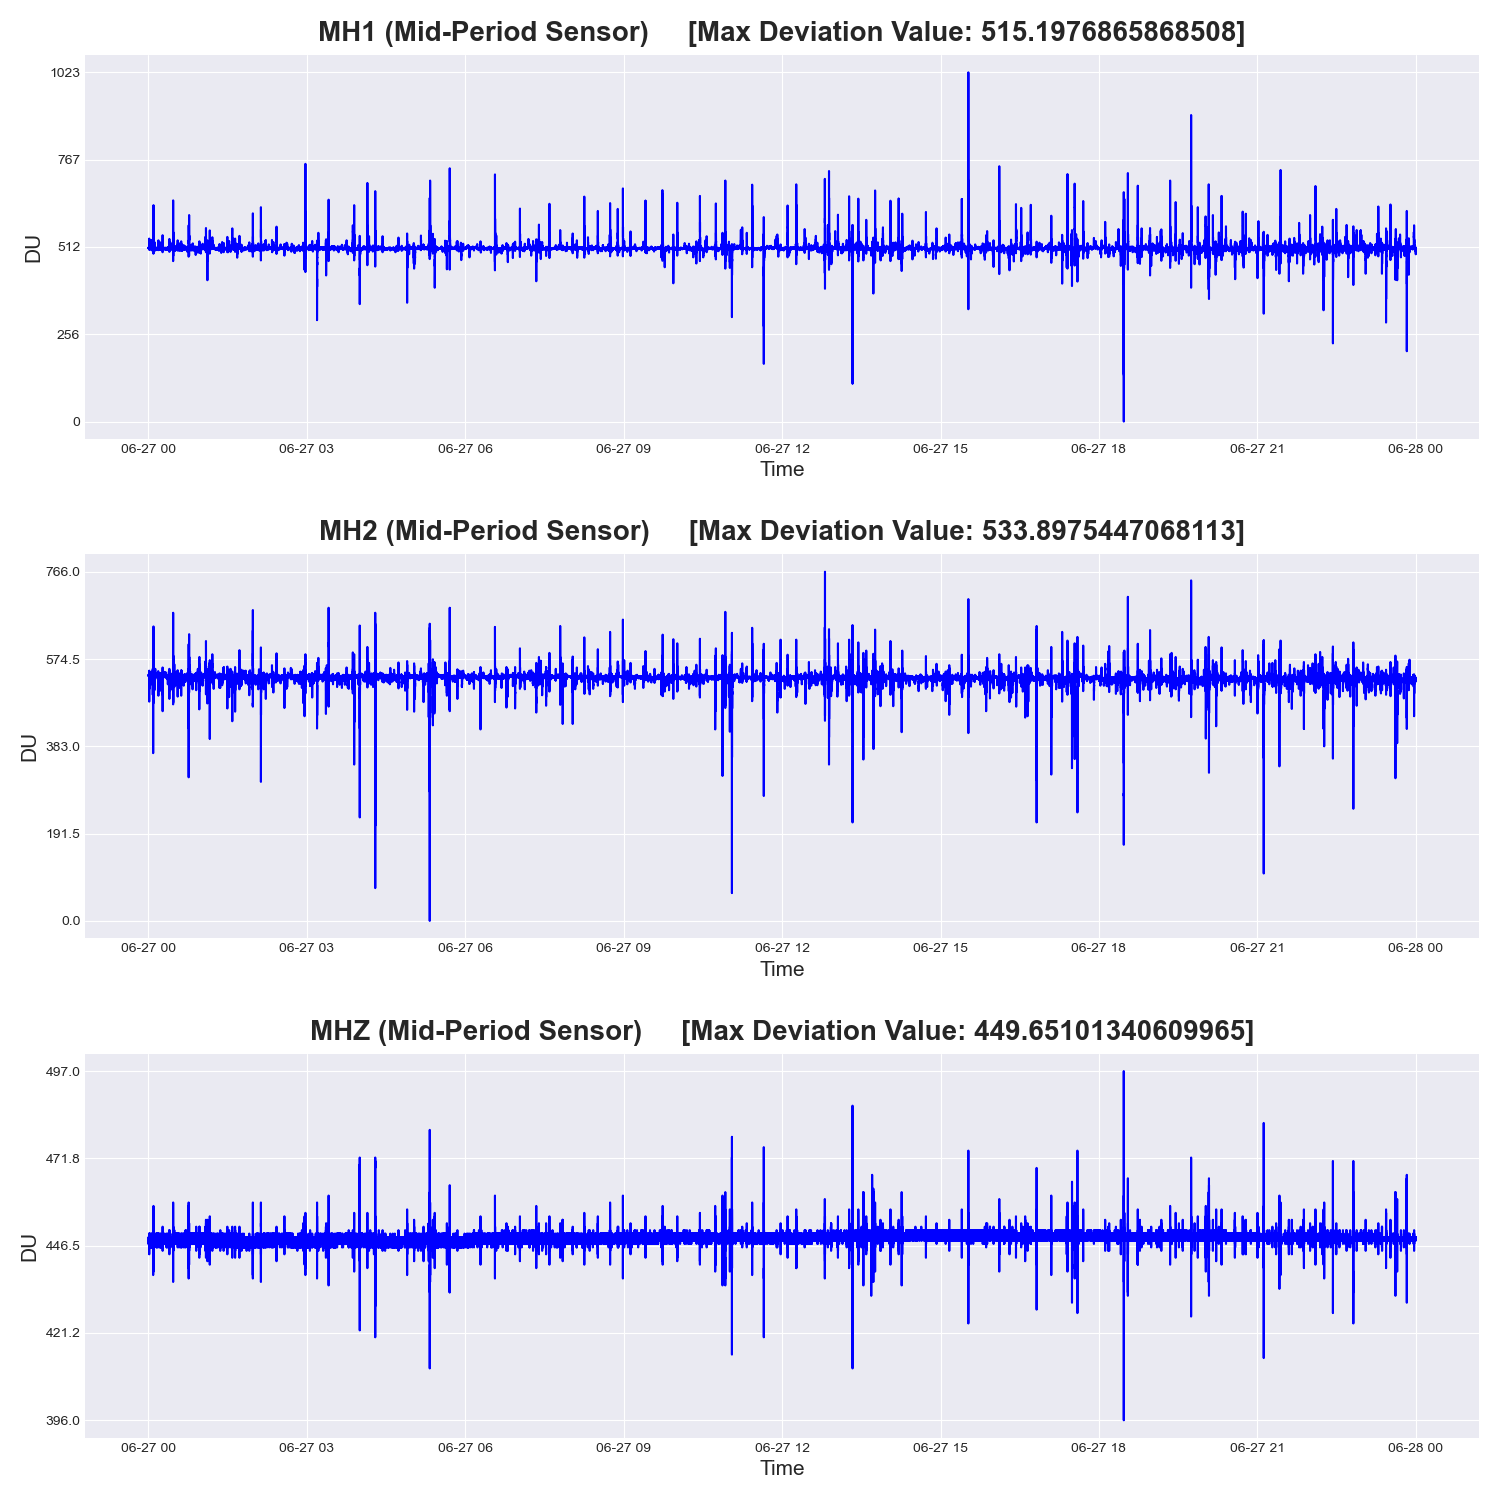 MH1 (Mid-Period Sensor) [Max Deviation Value: 515.1976865868508]
1023
767
512
256
0
DU
06-27 00 06-27 03 06-27 06 06-27 09 06-27 12 06-27 15 06-27 18 06-27 21 06-28 00
Time
MH2 (Mid-Period Sensor) [Max Deviation Value: 533.8975447068113]
766.0
574.5
383.0
191.5
0.0
DU
06-27 00 06-27 03 06-27 06 06-27 09 06-27 12 06-27 15 06-27 18 06-27 21 06-28 00
Time
MHZ (Mid-Period Sensor) [Max Deviation Value: 449.65101340609965]
497.0
471.8
446.5
421.2
396.0
DU
06-27 00 06-27 03 06-27 06 06-27 09 06-27 12 06-27 15 06-27 18 06-27 21 06-28 00
Time